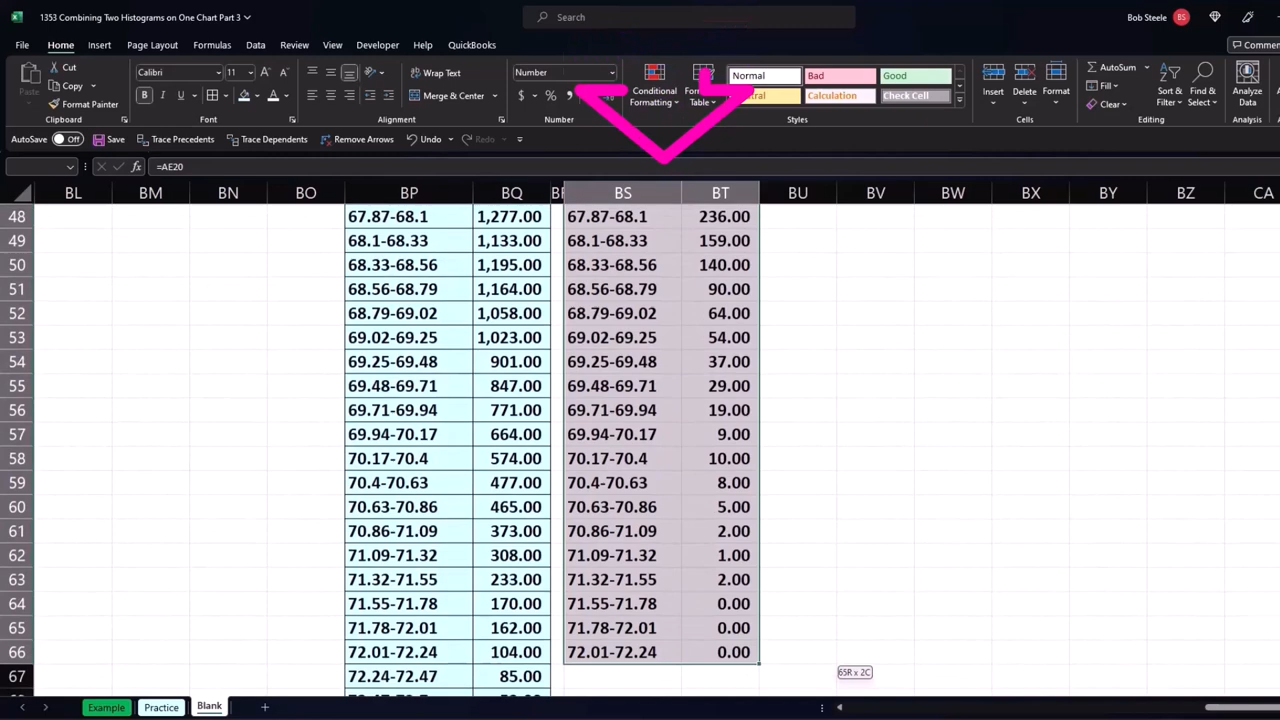 1353 Combining Two Histograms on One Chart Part 3
Search
Bob Steele BS
File Home Insert Page Layout Formulas Data Review View Developer Help QuickBooks
Commen
Paste
Cut
Copy
Format Painter
Clipboard
Calibri 11
B I U
Font
Wrap Text
Merge & Center
Alignment
Number
$ %
Number
Conditional Formatting
Table
Normal Bad Good
Calculation Check Cell
Styles
Insert Delete Format
Cells
AutoSum
Fill
Clear
Sort & Filter
Find & Select
Editing
Analyze Data
Analysis
AutoSave Off Save Trace Precedents Trace Dependents Remove Arrows Undo Redo
fx =AE20
BL BM BN BO BP BQ BS BT BU BV BW BX BY BZ CA
48 67.87-68.1 1,277.00 67.87-68.1 236.00
49 68.1-68.33 1,133.00 68.1-68.33 159.00
50 68.33-68.56 1,195.00 68.33-68.56 140.00
51 68.56-68.79 1,164.00 68.56-68.79 90.00
52 68.79-69.02 1,058.00 68.79-69.02 64.00
53 69.02-69.25 1,023.00 69.02-69.25 54.00
54 69.25-69.48 901.00 69.25-69.48 37.00
55 69.48-69.71 847.00 69.48-69.71 29.00
56 69.71-69.94 771.00 69.71-69.94 19.00
57 69.94-70.17 664.00 69.94-70.17 9.00
58 70.17-70.4 574.00 70.17-70.4 10.00
59 70.4-70.63 477.00 70.4-70.63 8.00
60 70.63-70.86 465.00 70.63-70.86 5.00
61 70.86-71.09 373.00 70.86-71.09 2.00
62 71.09-71.32 308.00 71.09-71.32 1.00
63 71.32-71.55 233.00 71.32-71.55 2.00
64 71.55-71.78 170.00 71.55-71.78 0.00
65 71.78-72.01 162.00 71.78-72.01 0.00
66 72.01-72.24 104.00 72.01-72.24 0.00
67 72.24-72.47 85.00
65R x 2C
Example Practice Blank